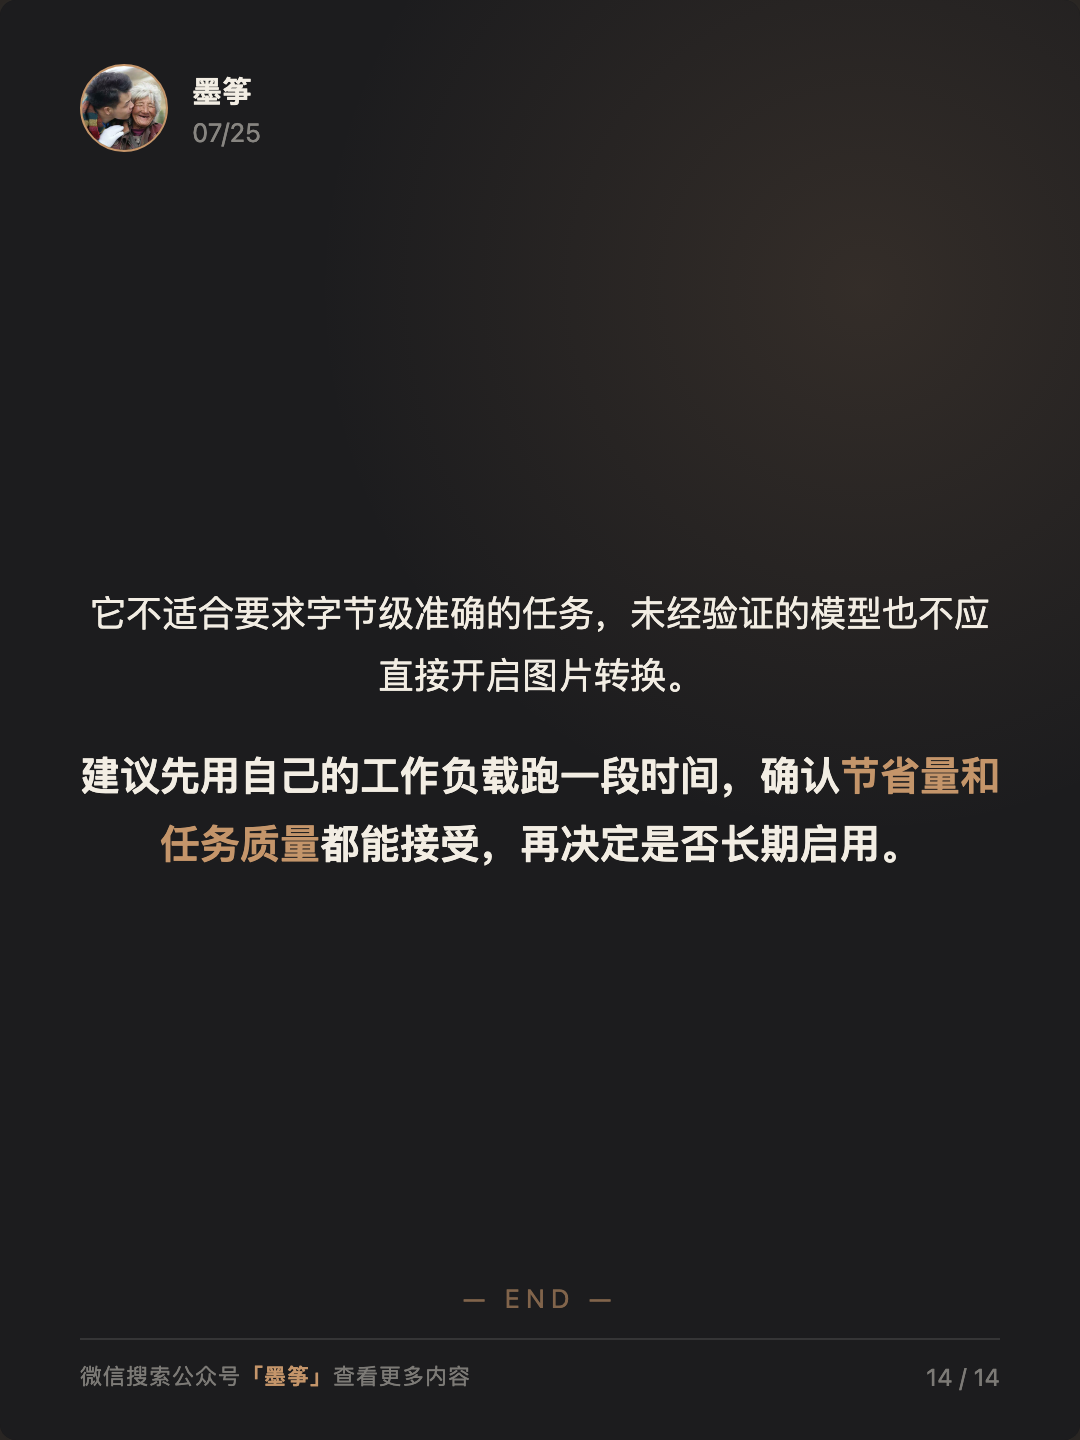 墨筝
07/25
它不适合要求字节级准确的任务，未经验证的模型也不应
直接开启图片转换。
建议先用自己的工作负载跑一段时间，确认节省量和
任务质量都能接受，再决定是否长期启用。
— END —
微信搜索公众号「墨筝」查看更多内容
14 / 14